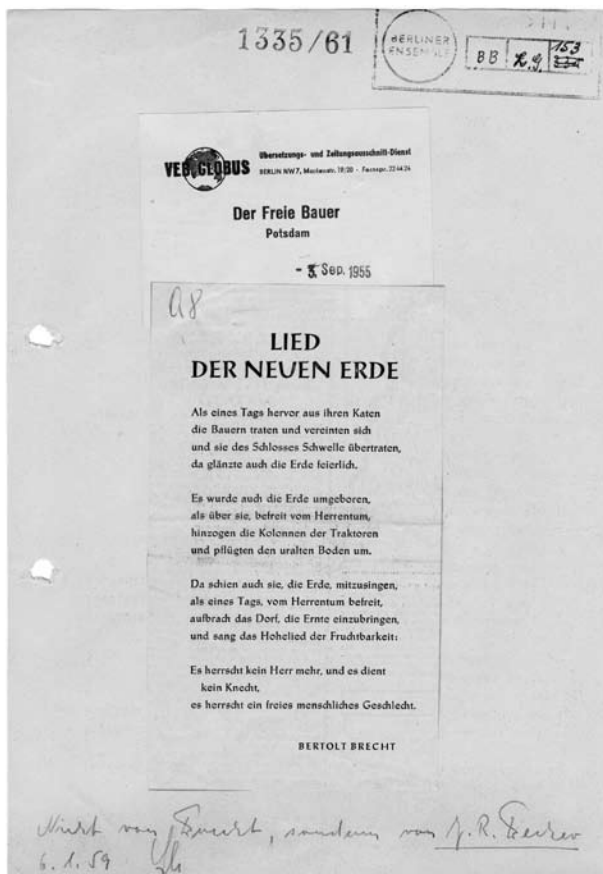 1335/61
BERLINER
ENSEMBLE
BB
153
VEB GLOBUS
Übersetzungs- und Zeitungsausschnitt-Dienst
BERLIN NW7,
19/20 - Fernspr. 22 44 24
Der Freie Bauer
Potsdam
- 5. Sep. 1955
a8
LIED
DER NEUEN ERDE
Als eines Tags hervor aus ihren Katen
die Bauern traten und vereinten sich
und sie des Schlosses Schwelle übertraten,
da glänzte auch die Erde feierlich.
Es wurde auch die Erde umgeboren,
als über sie, befreit vom Herrentum,
hinzogen die Kolonnen der Traktoren
und pflügten den uralten Boden um.
Da schien auch sie, die Erde, mitzusingen,
als eines Tags, vom Herrentum befreit,
aufbrach das Dorf, die Ernte einzubringen,
und sang das Hohelied der Fruchtbarkeit:
Es herrscht kein Herr mehr, und es dient
kein Knecht,
es herrscht ein freies menschliches Geschlecht.
BERTOLT BRECHT
Nicht von Brecht, sondern von J. R. Becher
6. 1. 59